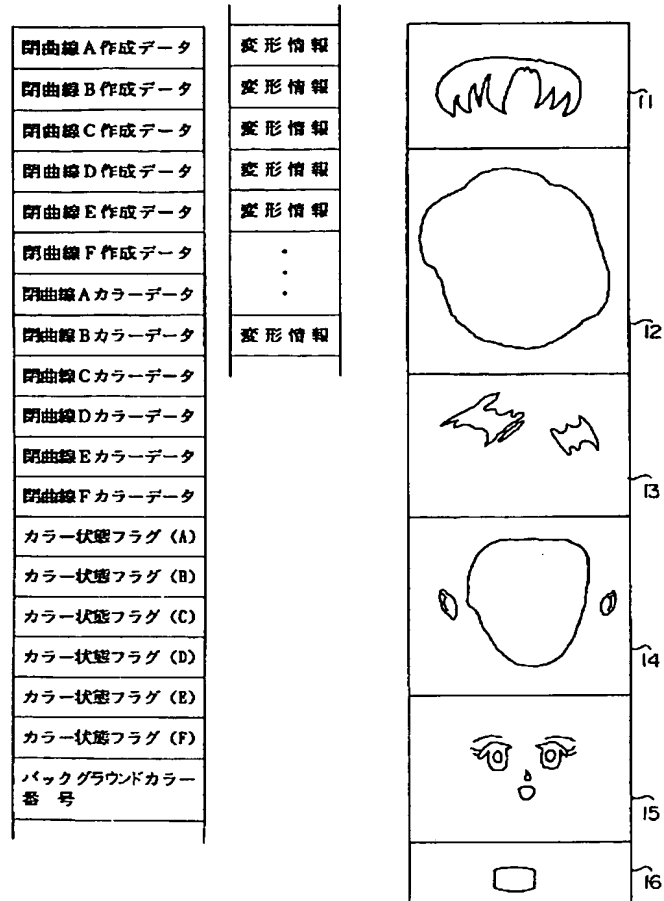 閉曲線A作成データ
閉曲線B作成データ
閉曲線C作成データ
閉曲線D作成データ
閉曲線E作成データ
閉曲線F作成データ
閉曲線Aカラーデータ
閉曲線Bカラーデータ
閉曲線Cカラーデータ
閉曲線Dカラーデータ
閉曲線Eカラーデータ
閉曲線Fカラーデータ
カラー状態フラグ (A)
カラー状態フラグ (B)
カラー状態フラグ (C)
カラー状態フラグ (D)
カラー状態フラグ (E)
カラー状態フラグ (F)
バックグラウンドカラー
番 号
変形情報
変形情報
変形情報
変形情報
変形情報
変形情報
11
12
13
14
15
16